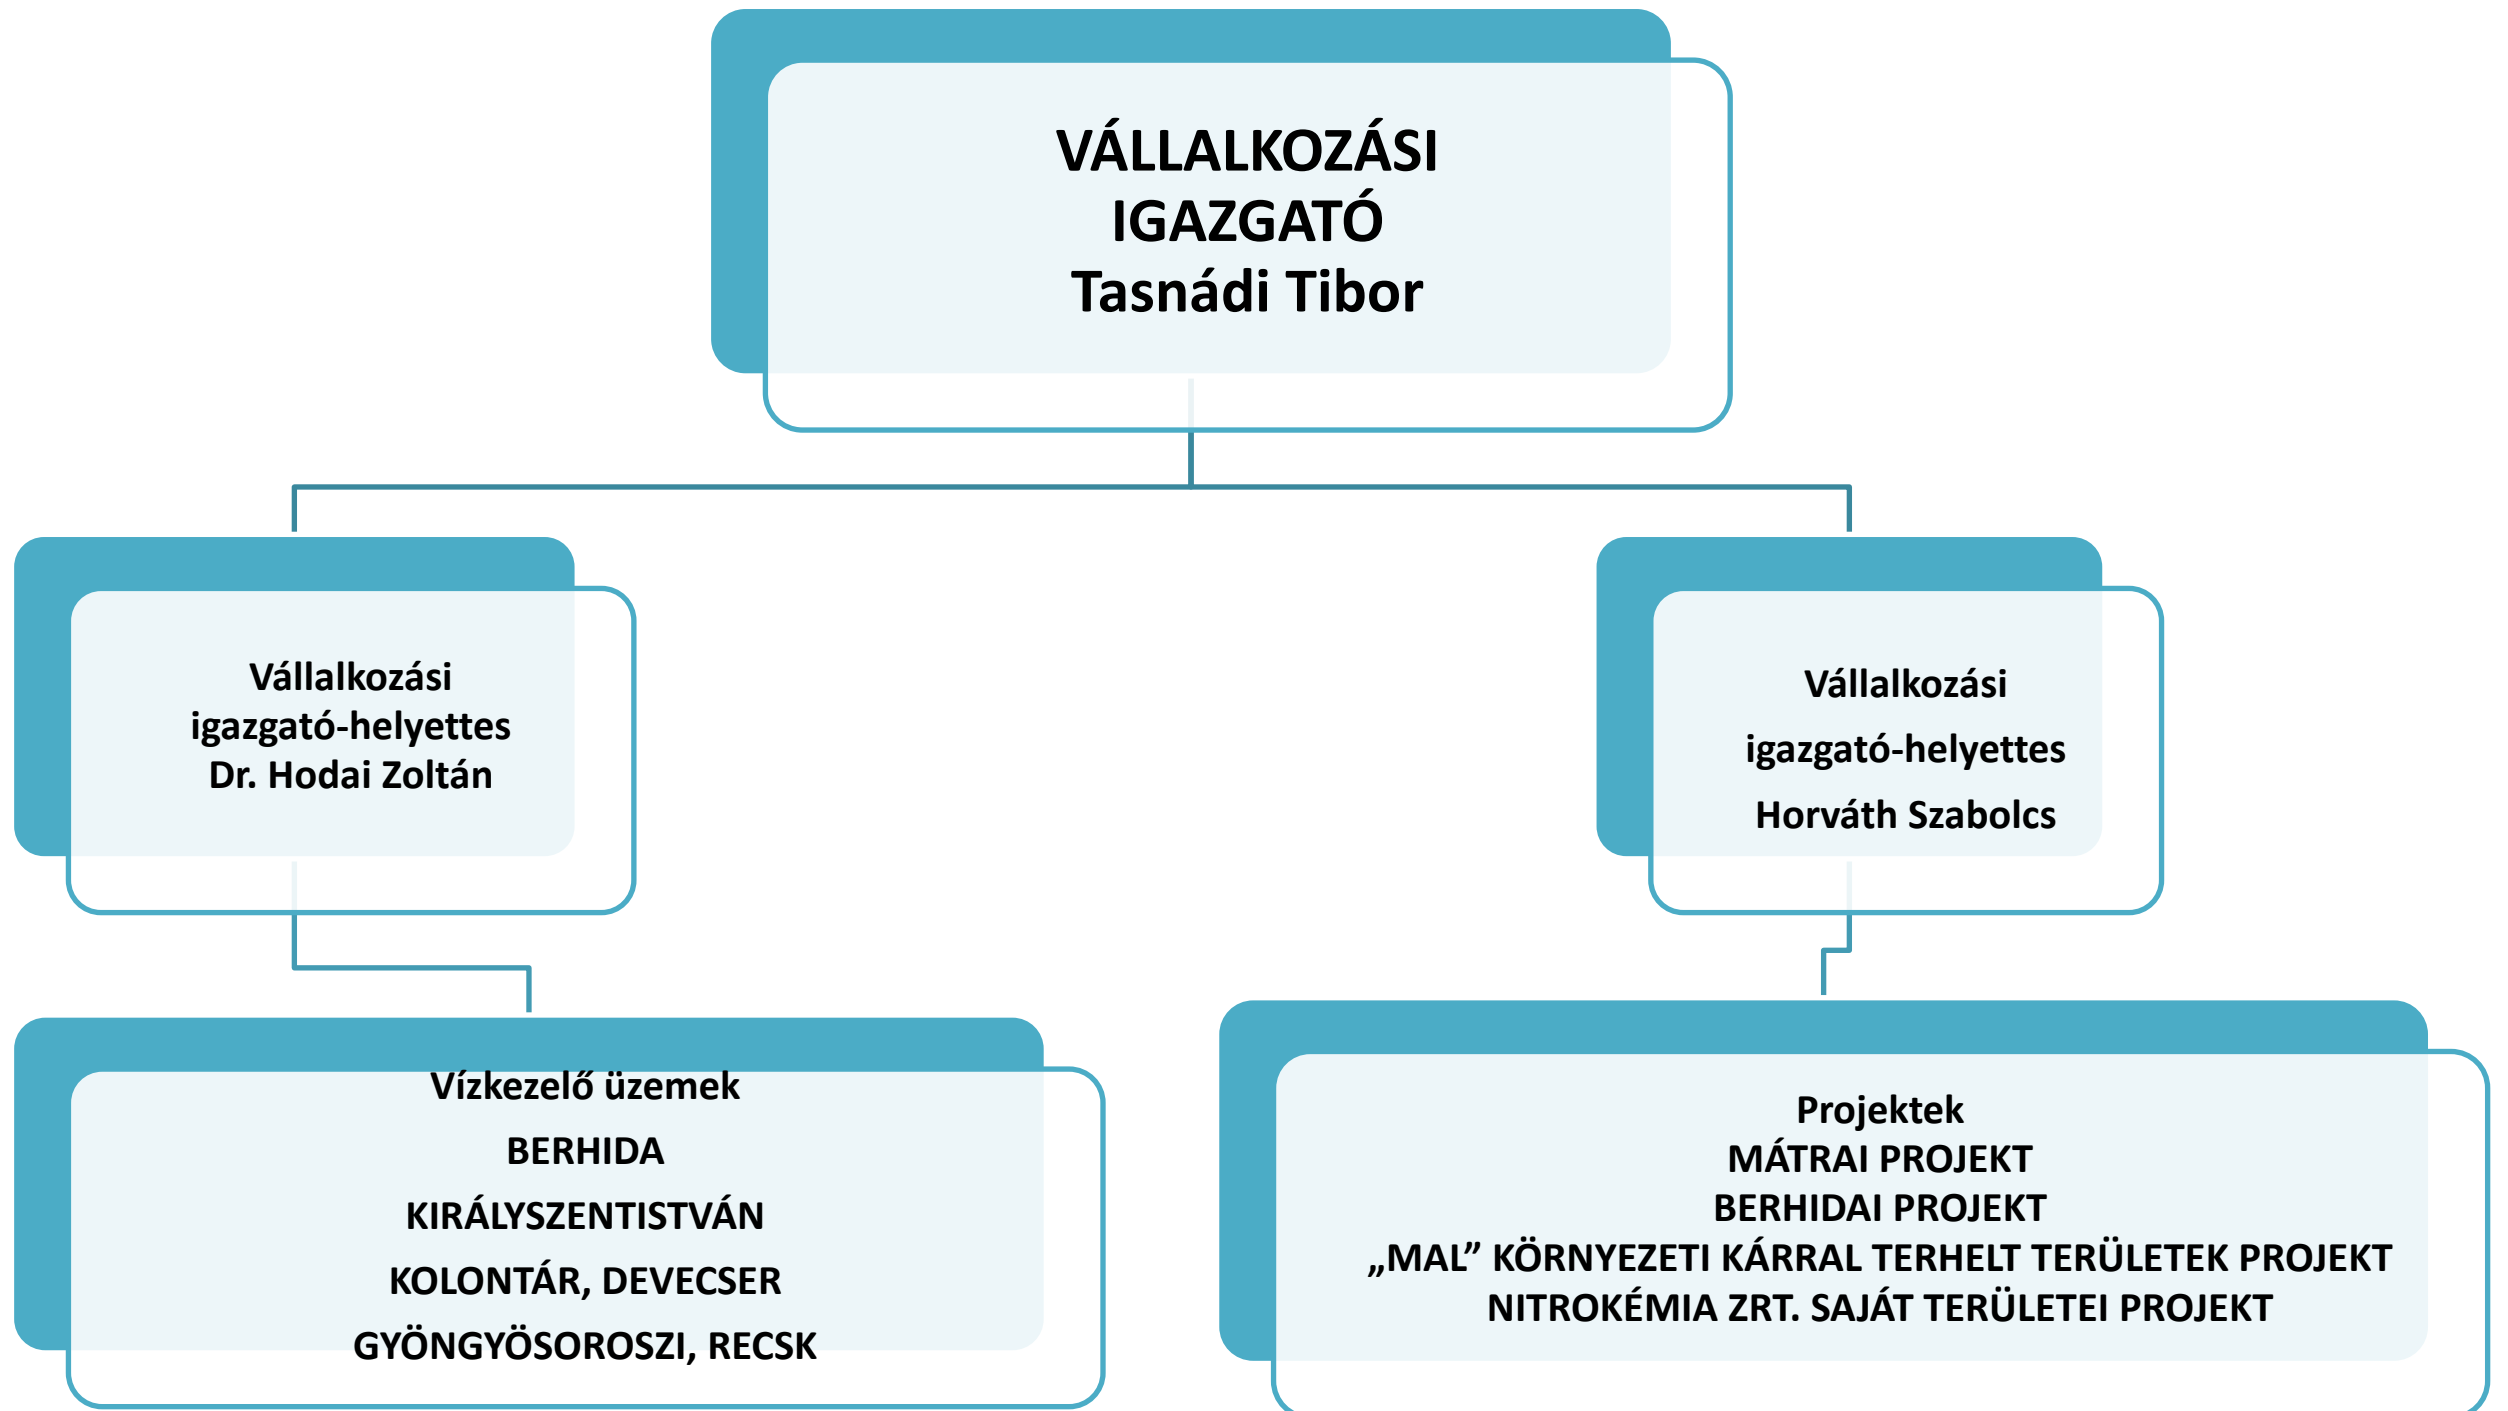 VÁLLALKOZÁSI
IGAZGATÓ
Tasnádi Tibor
Vállalkozási
igazgató-helyettes
Dr. Hodai Zoltán
Vállalkozási
igazgató-helyettes
Horváth Szabolcs
Vízkezelő üzemek
BERHIDA
KIRÁLYSZENTISTVÁN
KOLONTÁR, DEVECSER
GYÖNGYÖSOROSZI, RECSK
Projektek
MÁTRAI PROJEKT
BERHIDAI PROJEKT
„MAL” KÖRNYEZETI KÁRRAL TERHELT TERÜLETEK PROJEKT
NITROKÉMIA ZRT. SAJÁT TERÜLETEI PROJEKT